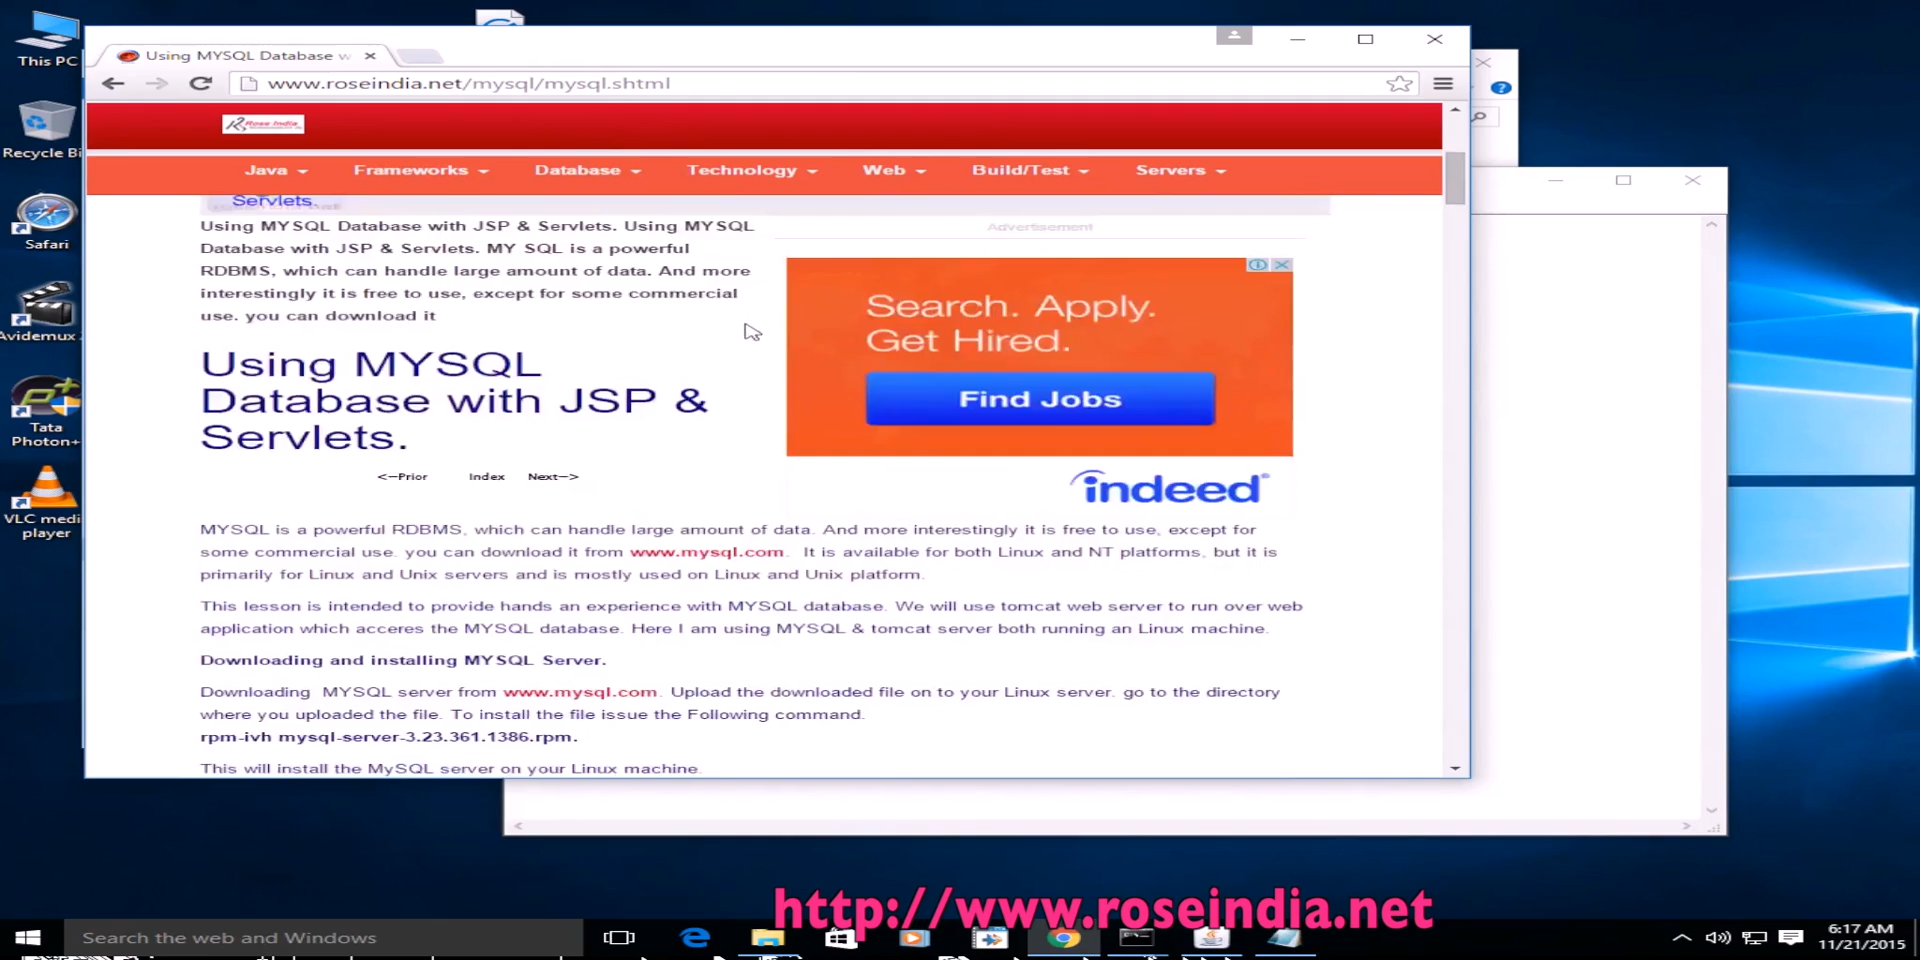 This PC
Recycle Bi
Safari
Avidemux
Tata
Photon+
VLC medi
player
Using MYSQL Database w
www.roseindia.net/mysql/mysql.shtml
Rose India
Java
Frameworks
Database
Technology
Web
Build/Test
Servers
Servlets.
Using MYSQL Database with JSP & Servlets. Using MYSQL
Database with JSP & Servlets. MY SQL is a powerful
RDBMS, which can handle large amount of data. And more
interestingly it is free to use, except for some commercial
use. you can download it
Advertisement
Search. Apply.
Get Hired.
Find Jobs
indeed
Using MYSQL
Database with JSP &
Servlets.
<--Prior
Index
Next-->
MYSQL is a powerful RDBMS, which can handle large amount of data. And more interestingly it is free to use, except for
some commercial use. you can download it from www.mysql.com. It is available for both Linux and NT platforms, but it is
primarily for Linux and Unix servers and is mostly used on Linux and Unix platform.
This lesson is intended to provide hands an experience with MYSQL database. We will use tomcat web server to run over web
application which acceres the MYSQL database. Here I am using MYSQL & tomcat server both running an Linux machine.
Downloading and installing MYSQL Server.
Downloading MYSQL server from www.mysql.com. Upload the downloaded file on to your Linux server. go to the directory
where you uploaded the file. To install the file issue the Following command.
rpm-ivh mysql-server-3.23.361.1386.rpm.
This will install the MySQL server on your Linux machine.
http://www.roseindia.net
Search the web and Windows
6:17 AM
11/21/2015